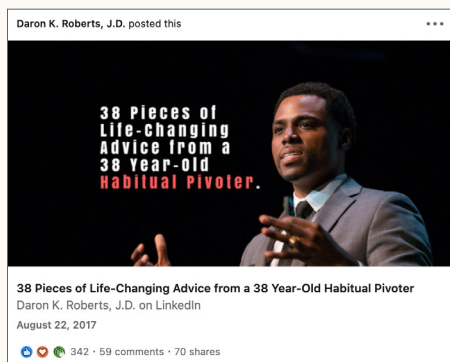 Daron K. Roberts, J.D. posted this
38 Pieces of
Life-Changing
Advice from a
38 Year-Old
Habitual Pivoter.
38 Pieces of Life-Changing Advice from a 38 Year-Old Habitual Pivoter
Daron K. Roberts, J.D. on LinkedIn
August 22, 2017
342 · 59 comments · 70 shares